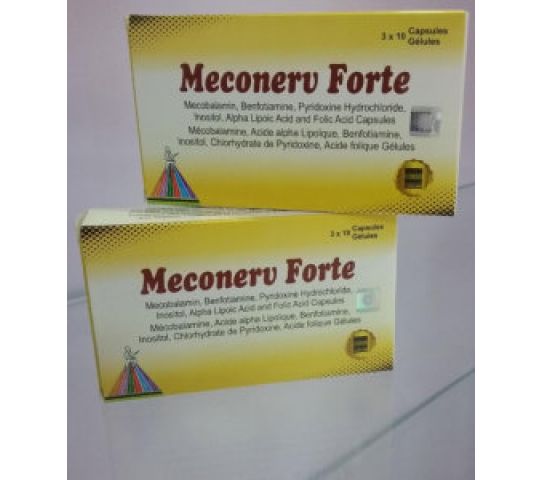 3 x 10 Capsules
Gélules
Meconerv Forte
Mecobalamin, Benfotiamine, Pyridoxine Hydrochloride,
Inositol, Alpha Lipoic Acid and Folic Acid Capsules
Mécobalamine, Acide alpha Lipoïque, Benfotiamine,
Inositol, Chlorhydrate de Pyridoxine, Acide folique Gélules
3 x 10 Capsules
Gélules
Meconerv Forte
Mecobalamin, Benfotiamine, Pyridoxine Hydrochloride,
Inositol, Alpha Lipoic Acid and Folic Acid Capsules
Mécobalamine, Acide alpha Lipoïque, Benfotiamine,
Inositol, Chlorhydrate de Pyridoxine, Acide folique Gélules